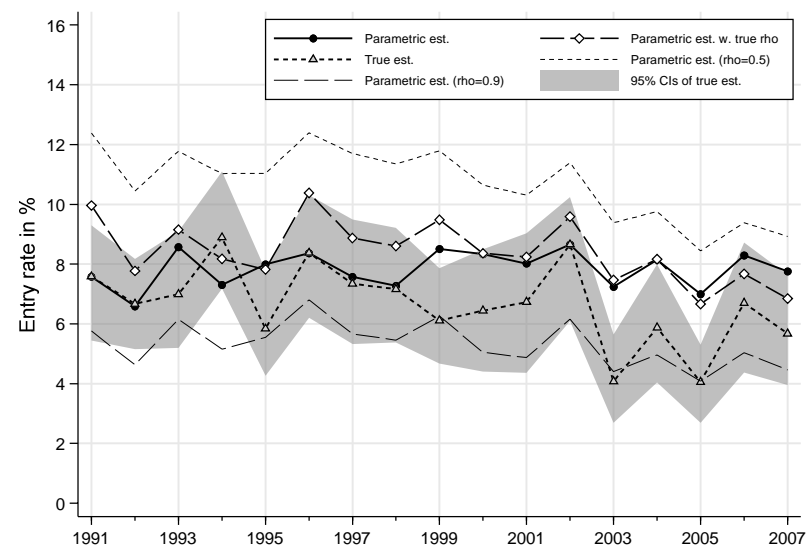 16
14
12
10
8
6
4
2
0
Entry rate in %
Parametric est.
True est.
Parametric est. (rho=0.9)
Parametric est. w. true rho
Parametric est. (rho=0.5)
95% CIs of true est.
1991 1993 1995 1997 1999 2001 2003 2005 2007